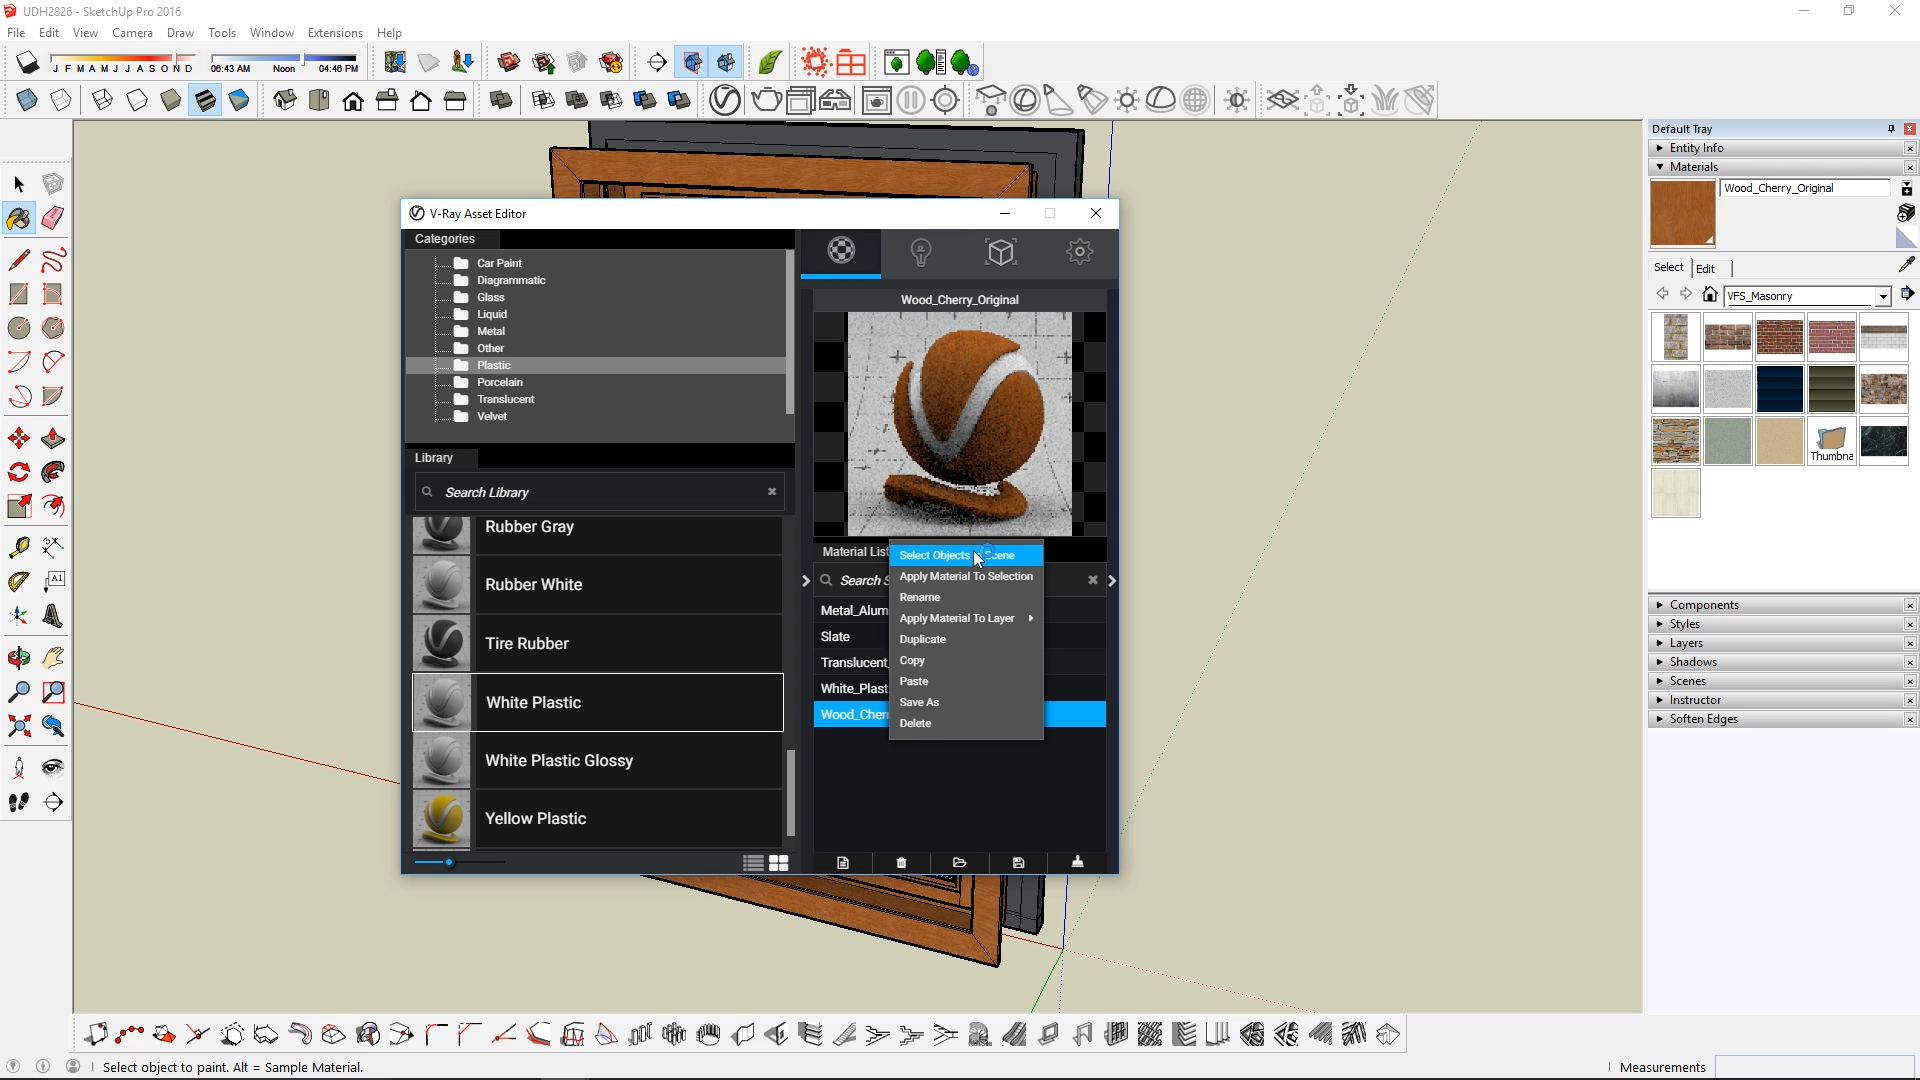 UDH2826 - SketchUp Pro 2016
File Edit View Camera Draw Tools Window Extensions Help
J F M A M J J A S O N D
06:43 AM Noon 04:46 PM
V-Ray Asset Editor
Categories
Car Paint
Diagrammatic
Glass
Liquid
Metal
Other
Plastic
Porcelain
Translucent
Velvet
Library
Search Library
Rubber Gray
Rubber White
Tire Rubber
White Plastic
White Plastic Glossy
Yellow Plastic
Wood_Cherry_Original
Material List
Search S
Metal_Alum
Slate
Translucent_
White_Plast
Wood_Cher
Select Objects
Apply Material To Selection
Rename
Apply Material To Layer
Duplicate
Copy
Paste
Save As
Delete
Default Tray
Entity Info
Materials
Wood_Cherry_Original
Select Edit
VFS_Masonry
Thumbna
Components
Styles
Layers
Shadows
Scenes
Instructor
Soften Edges
A1
Select object to paint. Alt = Sample Material.
Measurements